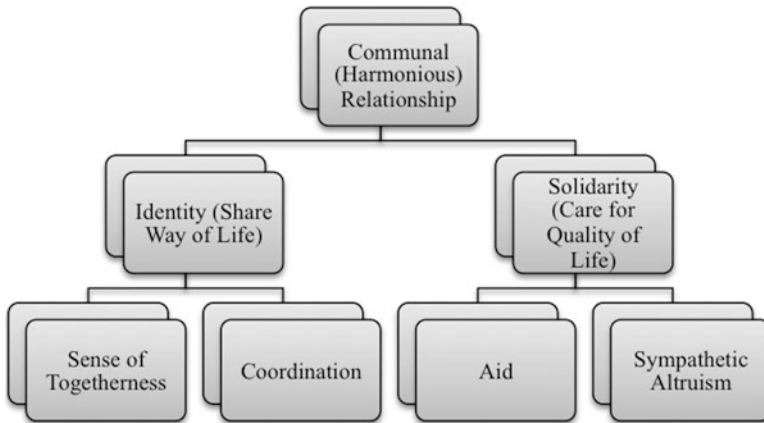 Communal
(Harmonious)
Relationship
Identity (Share
Way of Life)
Solidarity
(Care for
Quality of
Life)
Sense of
Togetherness
Coordination
Aid
Sympathetic
Altruism